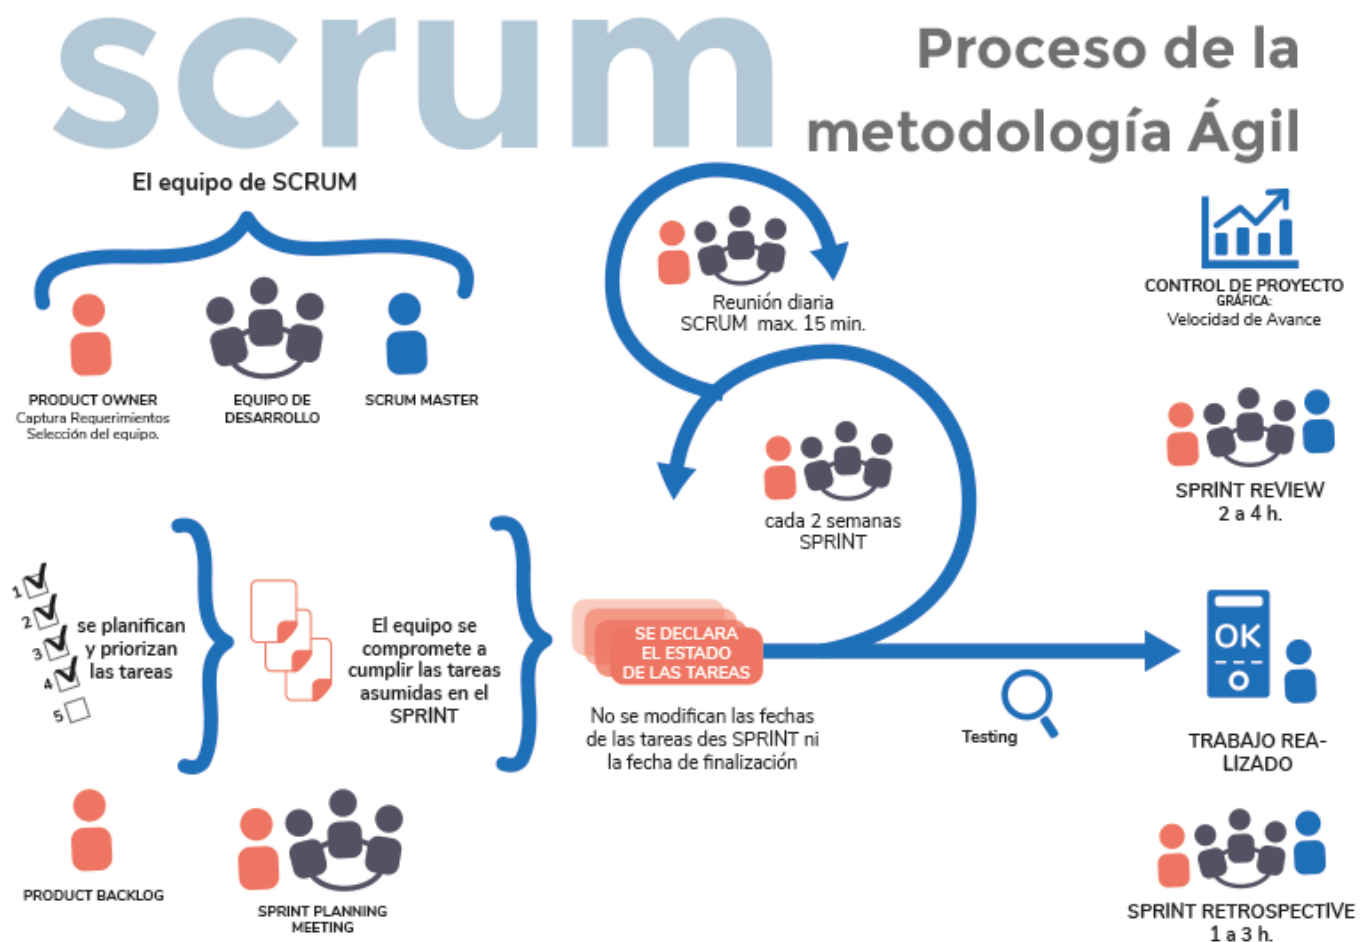 scrum
Proceso de la
metodología Ágil
El equipo de SCRUM
PRODUCT OWNER
Captura Requerimientos
Selección del equipo.
EQUIPO DE
DESARROLLO
SCRUM MASTER
Reunión diaria
SCRUM max. 15 min.
cada 2 semanas
SPRINT
CONTROL DE PROYECTO
GRÁFICA:
Velocidad de Avance
SPRINT REVIEW
2 a 4 h.
1
2
3
4
5
se planifican
y priorizan
las tareas
El equipo se
compromete a
cumplir las tareas
asumidas en el
SPRINT
SE DECLARA
EL ESTADO
DE LAS TAREAS
No se modifican las fechas
de las tareas des SPRINT ni
la fecha de finalización
Testing
OK
TRABAJO REA-
LIZADO
PRODUCT BACKLOG
SPRINT PLANNING
MEETING
SPRINT RETROSPECTIVE
1 a 3 h.